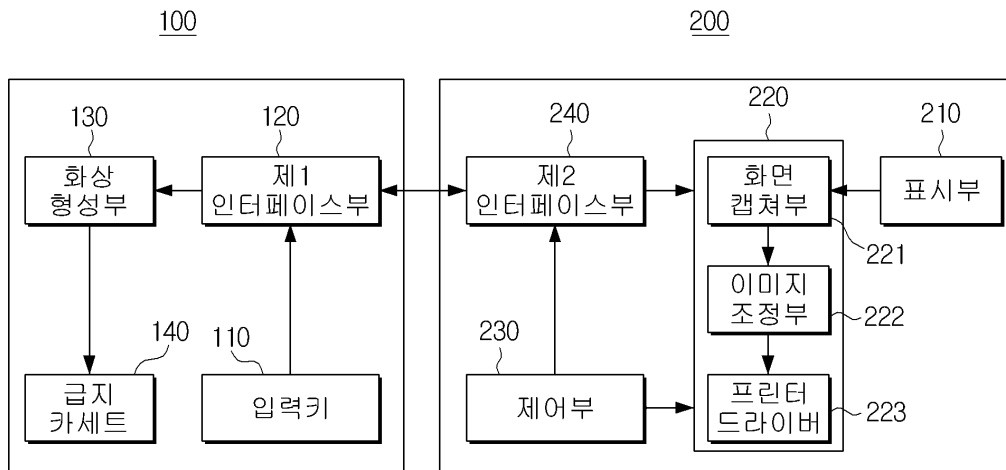 100
200
130
120
240
220
210
화상
형성부
제1
인터페이스부
제2
인터페이스부
화면
캡쳐부
표시부
221
이미지
조정부
222
140
110
230
급지
카세트
입력키
제어부
프린터
드라이버
223